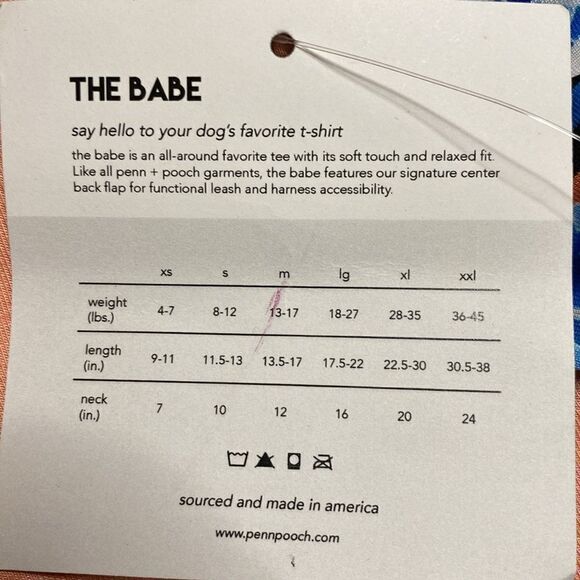 THE BABE
say hello to your dog's favorite t-shirt
the babe is an all-around favorite tee with its soft touch and relaxed fit.
Like all penn + pooch garments, the babe features our signature center
back flap for functional leash and harness accessibility.
xs s m lg xl xxl
weight
(lbs.) 4-7 8-12 13-17 18-27 28-35 36-45
length
(in.) 9-11 11.5-13 13.5-17 17.5-22 22.5-30 30.5-38
neck
(in.) 7 10 12 16 20 24
sourced and made in america
www.pennpooch.com